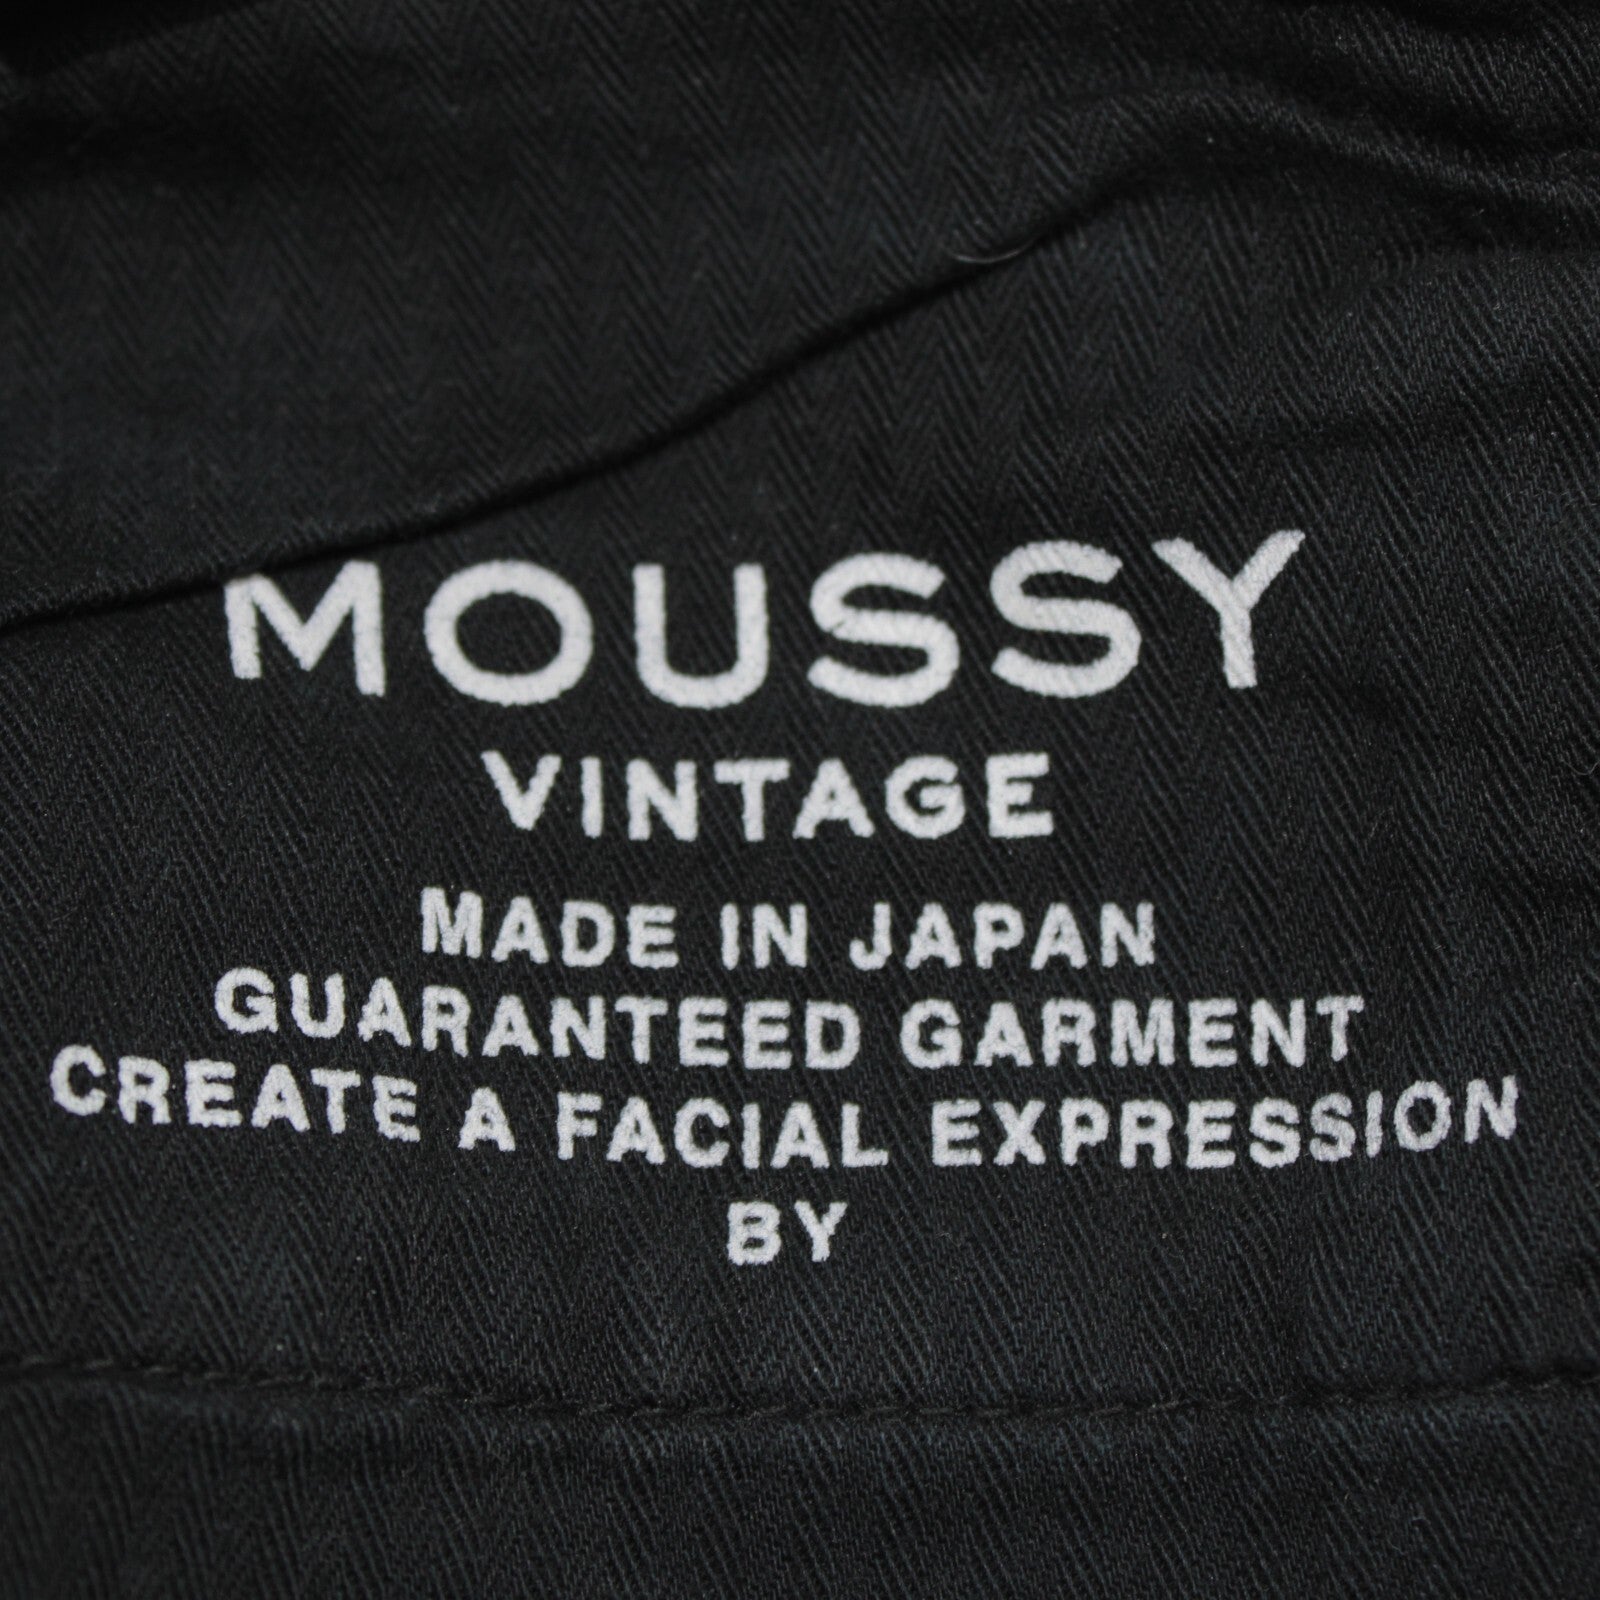 MOUSSY
VINTAGE
MADE IN JAPAN
GUARANTEED GARMENT
CREATE A FACIAL EXPRESSION
BY